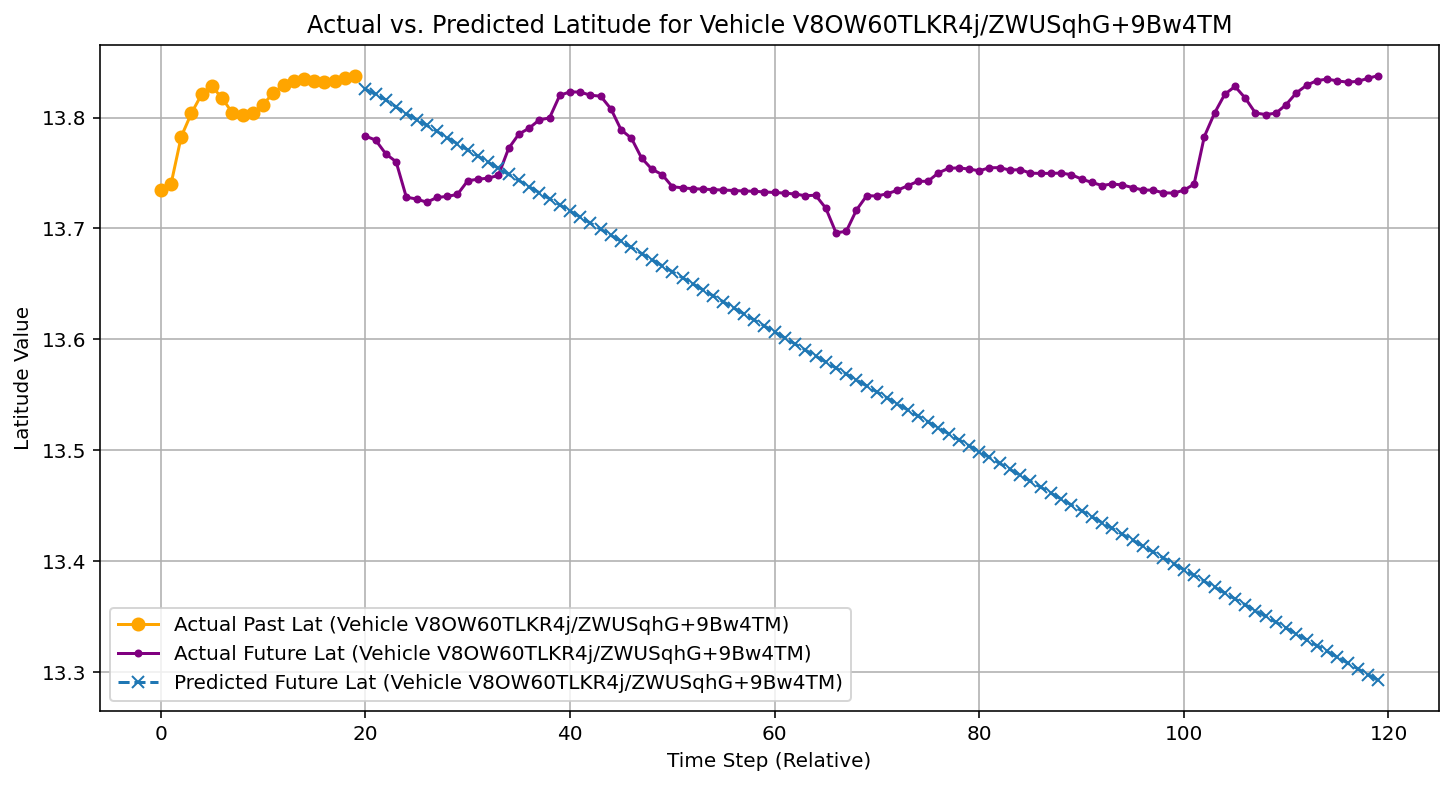 Actual vs. Predicted Latitude for Vehicle V8OW60TLKR4j/ZWUSqhG+9Bw4TM
Latitude Value
13.8
13.7
13.6
13.5
13.4
13.3
Actual Past Lat (Vehicle V8OW60TLKR4j/ZWUSqhG+9Bw4TM)
Actual Future Lat (Vehicle V8OW60TLKR4j/ZWUSqhG+9Bw4TM)
Predicted Future Lat (Vehicle V8OW60TLKR4j/ZWUSqhG+9Bw4TM)
0 20 40 60 80 100 120
Time Step (Relative)